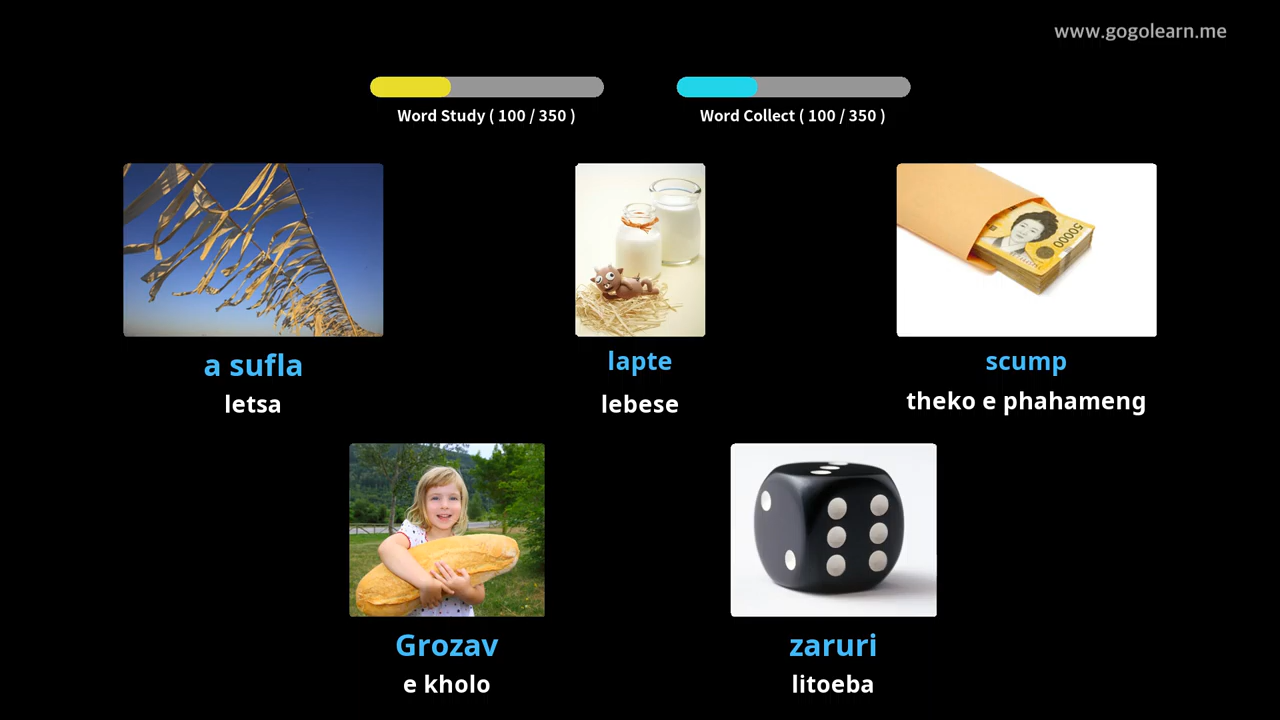 www.gogolearn.me
Word Study ( 100 / 350 )
Word Collect ( 100 / 350 )
a sufla
letsa
lapte
lebese
scump
theko e phahameng
50000
Grozav
e kholo
zaruri
litoeba